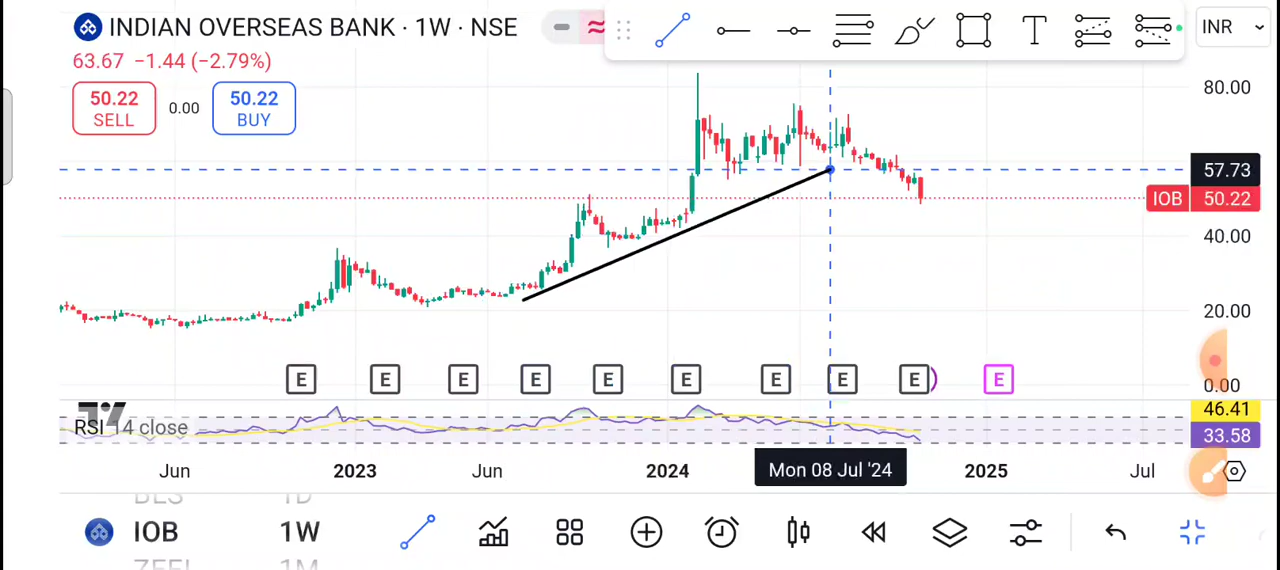 INDIAN OVERSEAS BANK · 1W · NSE
63.67 −1.44 (−2.79%)
50.22
SELL
0.00
50.22
BUY
T
INR
80.00
57.73
IOB 50.22
40.00
20.00
0.00
E E E E E E E E E E
RSI 14 close
46.41
33.58
Jun 2023 Jun 2024 Mon 08 Jul '24 2025 Jul
IOB 1W
1M